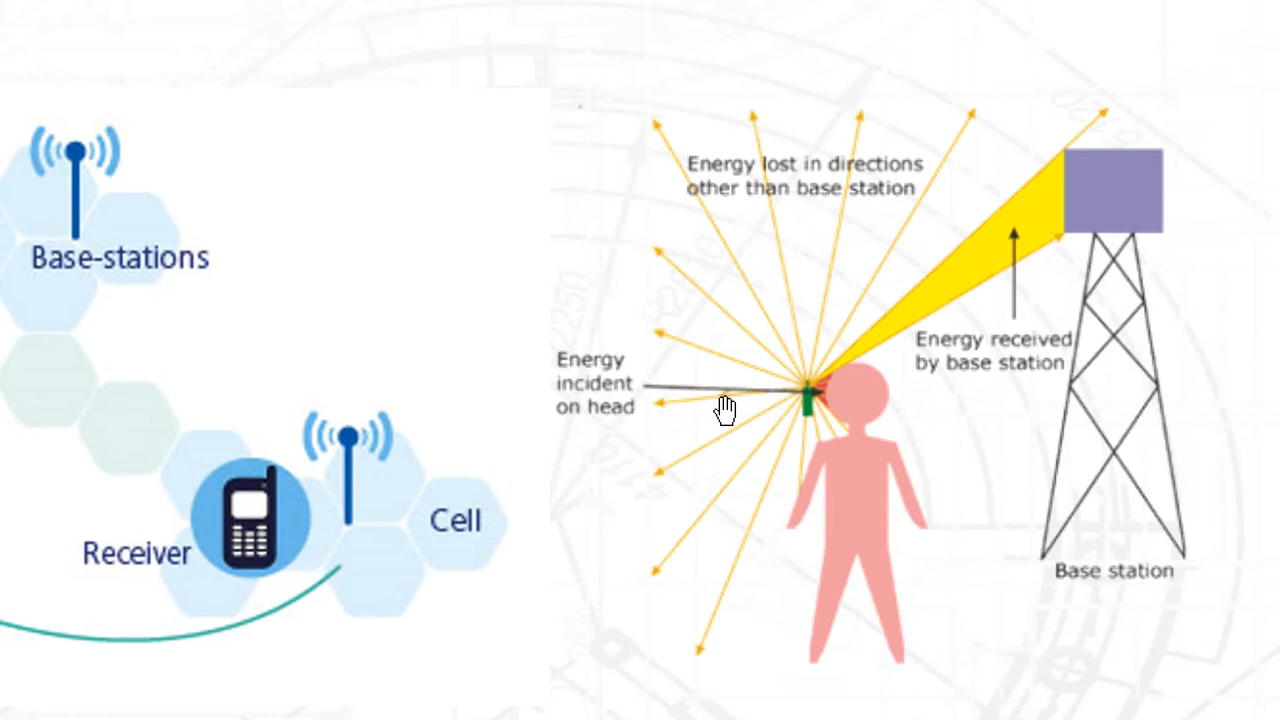 Base-stations
Receiver
Cell
Energy lost in directions
other than base station
Energy
incident
on head
Energy received
by base station
Base station